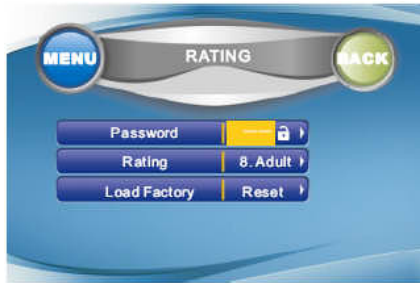 MENU RATING BACK
Password ----
Rating 8. Adult
Load Factory Reset